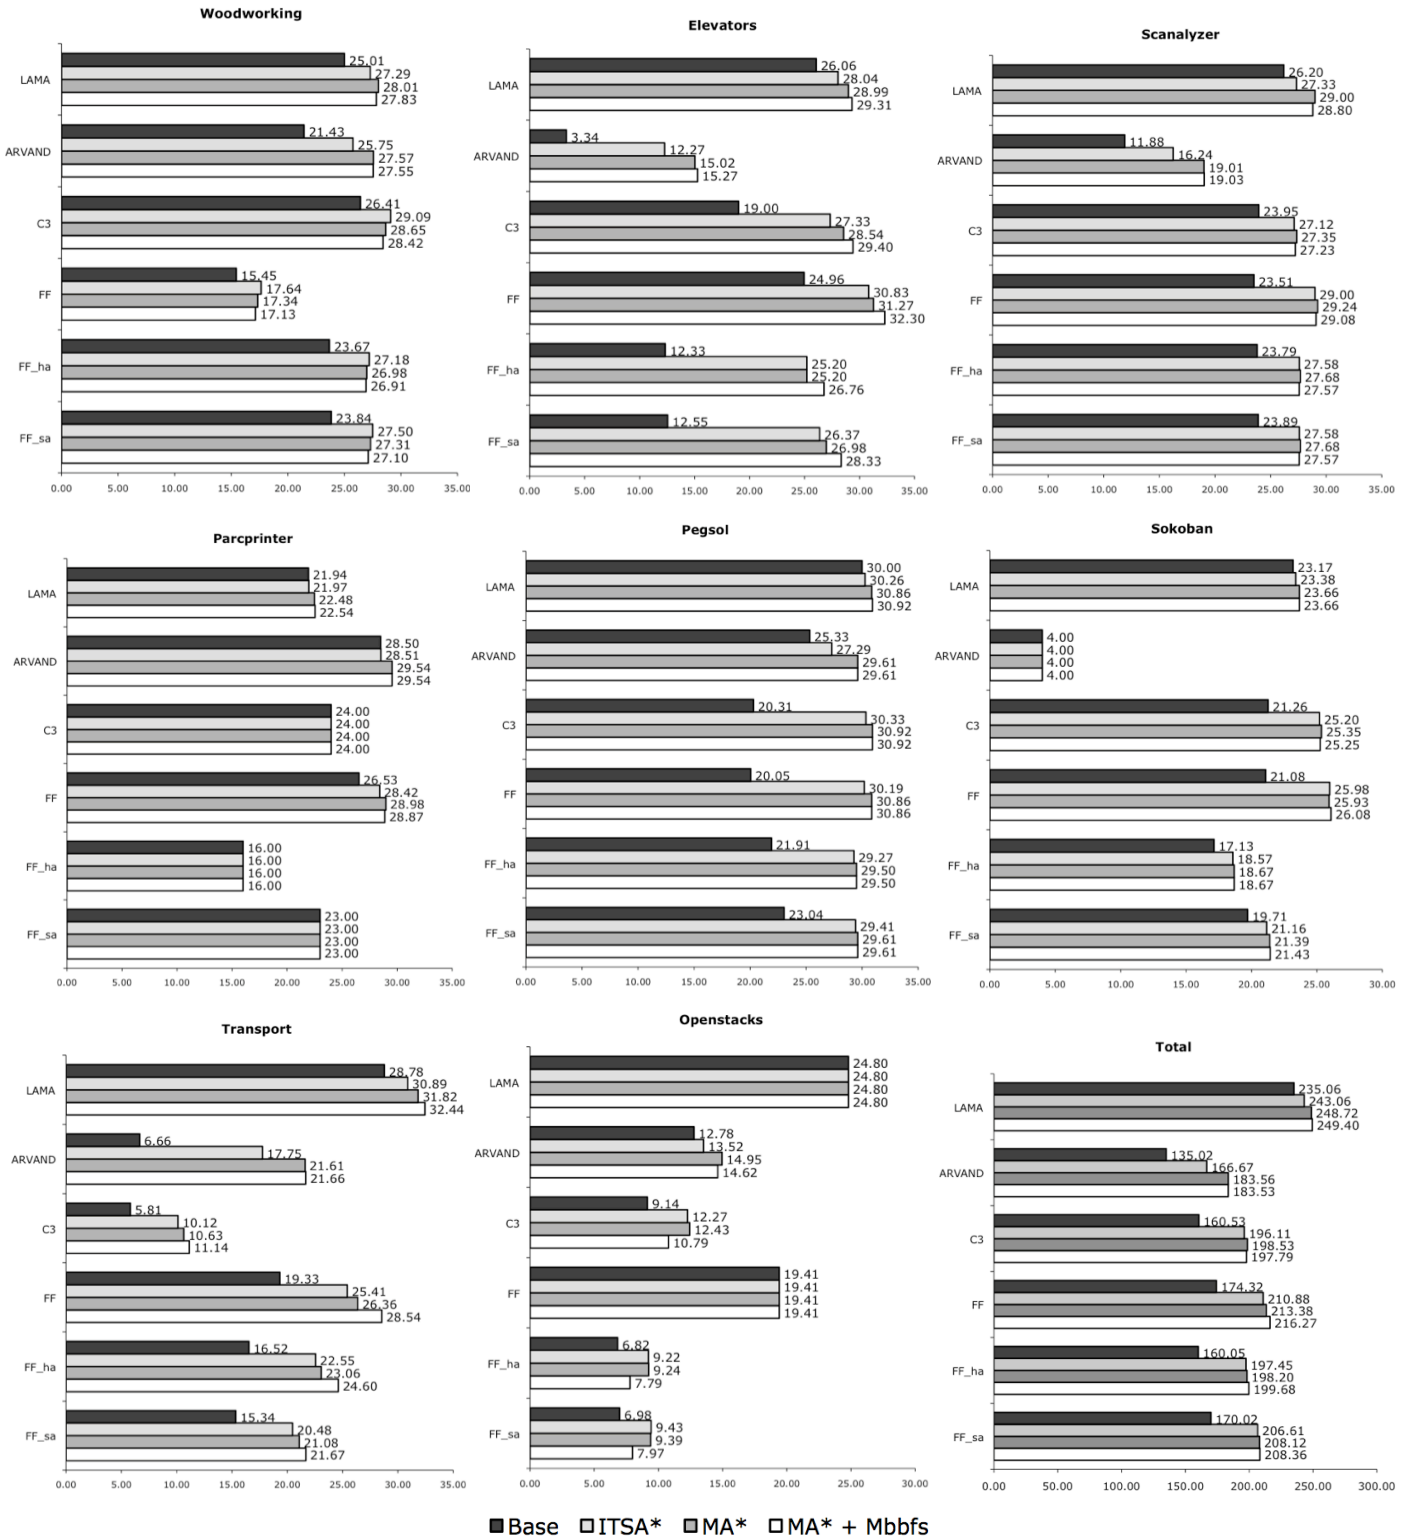 Woodworking
LAMA
25.01
27.29
28.01
27.83
ARVAND
21.43
25.75
27.57
27.55
C3
26.41
29.09
28.65
28.42
FF
15.45
17.64
17.34
17.13
FF_ha
23.67
27.18
26.98
26.91
FF_sa
23.84
27.50
27.31
27.10
0.00 5.00 10.00 15.00 20.00 25.00 30.00 35.00
Elevators
LAMA
26.06
28.04
28.99
29.31
ARVAND
3.34
12.27
15.02
15.27
C3
19.00
27.33
28.54
29.40
FF
24.96
30.83
31.27
32.30
FF_ha
12.33
25.20
25.20
26.76
FF_sa
12.55
26.37
26.98
28.33
0.00 5.00 10.00 15.00 20.00 25.00 30.00 35.00
Scanalyzer
LAMA
26.20
27.33
29.00
28.80
ARVAND
11.88
16.24
19.01
19.03
C3
23.95
27.12
27.35
27.23
FF
23.51
29.00
29.24
29.08
FF_ha
23.79
27.58
27.68
27.57
FF_sa
23.89
27.58
27.68
27.57
0.00 5.00 10.00 15.00 20.00 25.00 30.00 35.00
Parcprinter
LAMA
21.94
21.97
22.48
22.54
ARVAND
28.50
28.51
29.54
29.54
C3
24.00
24.00
24.00
24.00
FF
26.53
28.42
28.98
28.87
FF_ha
16.00
16.00
16.00
16.00
FF_sa
23.00
23.00
23.00
23.00
0.00 5.00 10.00 15.00 20.00 25.00 30.00 35.00
Pegsol
LAMA
30.00
30.26
30.86
30.92
ARVAND
25.33
27.29
29.61
29.61
C3
20.31
30.33
30.92
30.92
FF
20.05
30.19
30.86
30.86
FF_ha
21.91
29.27
29.50
29.50
FF_sa
23.04
29.41
29.61
29.61
0.00 5.00 10.00 15.00 20.00 25.00 30.00 35.00
Sokoban
LAMA
23.17
23.38
23.66
23.66
ARVAND
4.00
4.00
4.00
4.00
C3
21.26
25.20
25.35
25.25
FF
21.08
25.98
25.93
26.08
FF_ha
17.13
18.57
18.67
18.67
FF_sa
19.71
21.16
21.39
21.43
0.00 5.00 10.00 15.00 20.00 25.00 30.00
Transport
LAMA
28.78
30.89
31.82
32.44
ARVAND
6.66
17.75
21.61
21.66
C3
5.81
10.12
10.63
11.14
FF
19.33
25.41
26.36
28.54
FF_ha
16.52
22.55
23.06
24.60
FF_sa
15.34
20.48
21.08
21.67
0.00 5.00 10.00 15.00 20.00 25.00 30.00 35.00
Openstacks
LAMA
24.80
24.80
24.80
24.80
ARVAND
12.78
13.52
14.95
14.62
C3
9.14
12.27
12.43
10.79
FF
19.41
19.41
19.41
19.41
FF_ha
6.82
9.22
9.24
7.79
FF_sa
6.98
9.43
9.39
7.97
0.00 5.00 10.00 15.00 20.00 25.00 30.00
Total
LAMA
235.06
243.06
248.72
249.40
ARVAND
135.02
166.67
183.56
183.53
C3
160.53
196.11
198.53
197.79
FF
174.32
210.88
213.38
216.27
FF_ha
160.05
197.45
198.20
199.68
FF_sa
170.02
206.61
208.12
208.36
0.00 50.00 100.00 150.00 200.00 250.00 300.00
Base ITSA* MA* MA* + Mbbfs